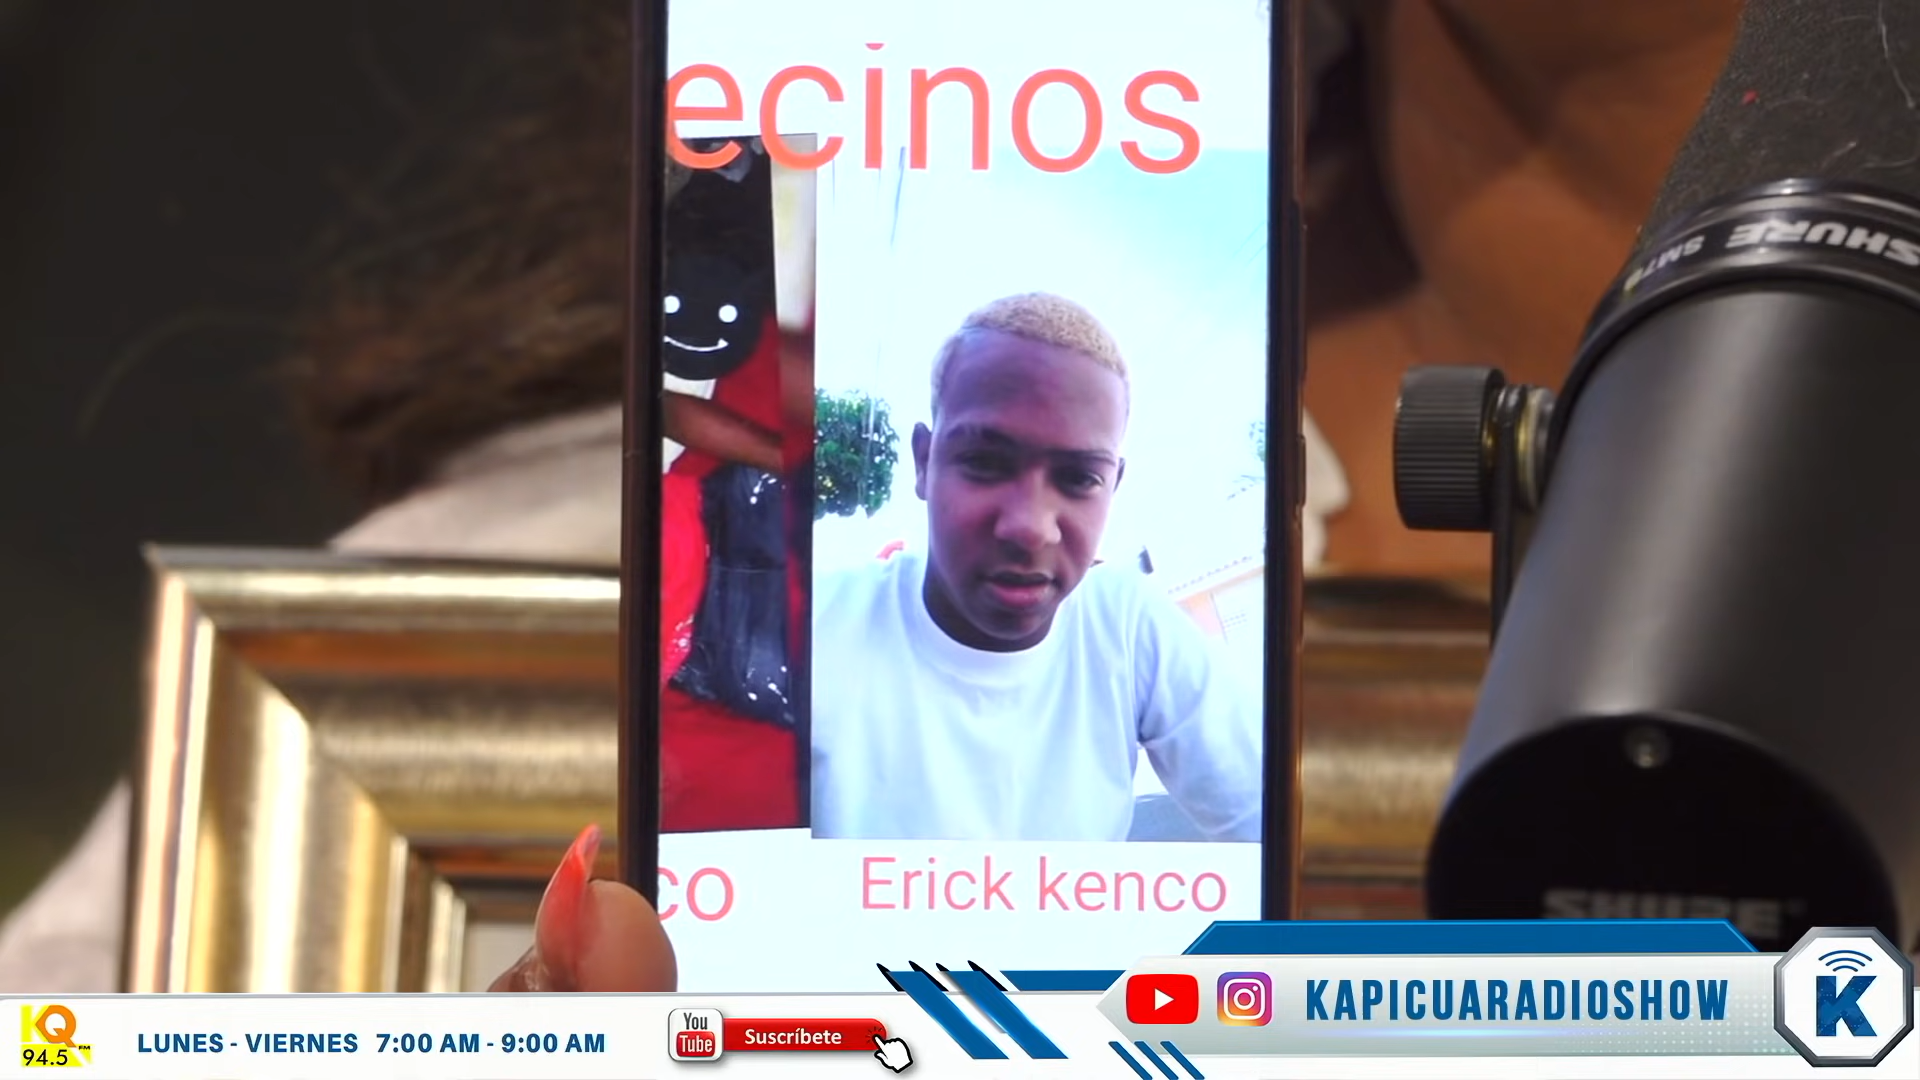 ecinos
SHURE
co
Erick kenco
SHURE
KQ
94.5 FM
LUNES - VIERNES 7:00 AM - 9:00 AM
You
Tube
Suscríbete
KAPICUARADIOSHOW
K